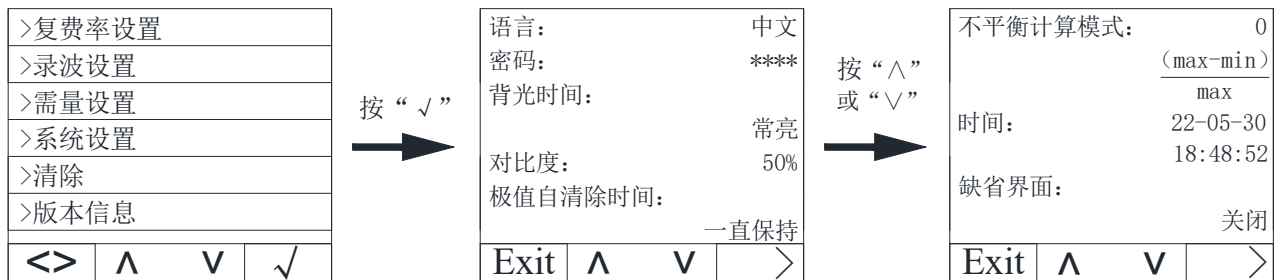 >复费率设置
>录波设置
>需量设置
>系统设置
>清除
>版本信息
<> ∧ ∨ √
按“√”
语言： 中文
密码： ****
背光时间：
常亮
对比度： 50%
极值自清除时间：
一直保持
Exit ∧ ∨ >
按“∧”
或“∨”
不平衡计算模式： 0
(max-min)
max
时间： 22-05-30
18:48:52
缺省界面：
关闭
Exit ∧ ∨ >